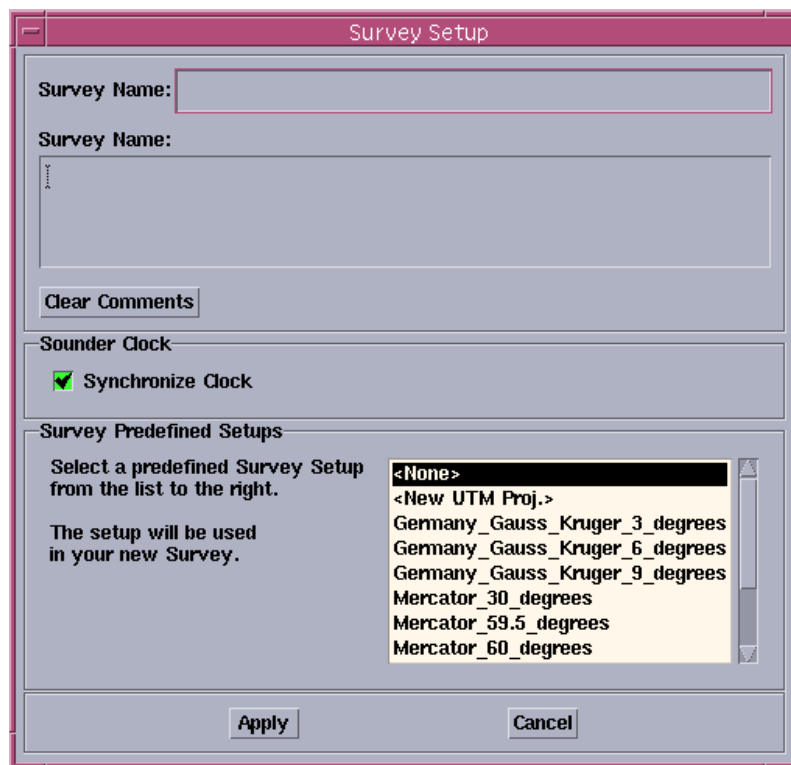 Survey Setup
Survey Name:
Survey Name:
Clear Comments
Sounder Clock
Synchronize Clock
Survey Predefined Setups
Select a predefined Survey Setup
from the list to the right.
The setup will be used
in your new Survey.
<None>
<New UTM Proj.>
Germany_Gauss_Kruger_3_degrees
Germany_Gauss_Kruger_6_degrees
Germany_Gauss_Kruger_9_degrees
Mercator_30_degrees
Mercator_59.5_degrees
Mercator_60_degrees
Apply
Cancel